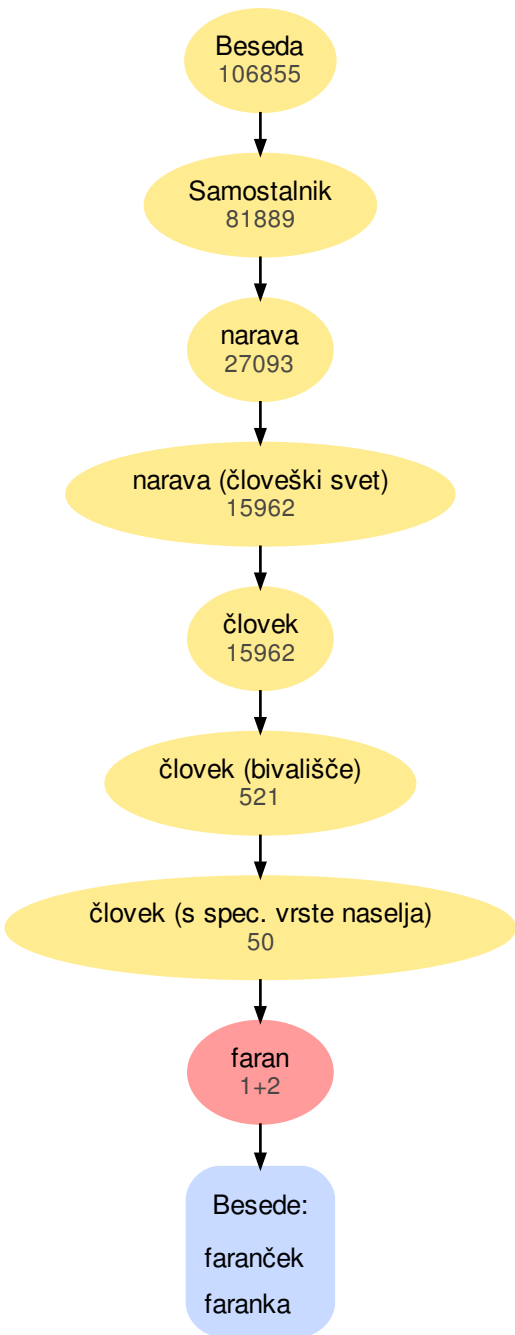 Beseda
106855
Samostalnik
81889
narava
27093
narava (človeški svet)
15962
človek
15962
človek (bivališče)
521
človek (s spec. vrste naselja)
50
faran
1+2
Besede:
faranček
faranka